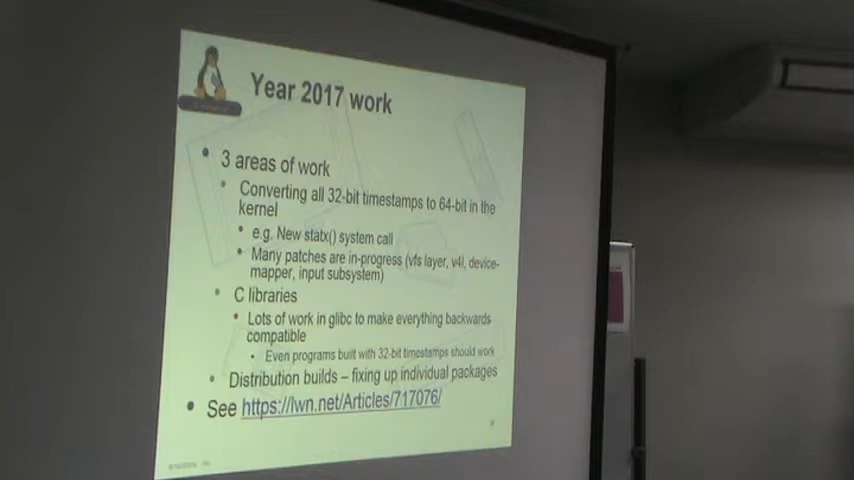 Year 2017 work
3 areas of work
Converting all 32-bit timestamps to 64-bit in the
kernel
e.g. New statx() system call
Many patches are in-progress (vfs layer, v4l, device-
mapper, input subsystem)
C libraries
Lots of work in glibc to make everything backwards
compatible
Even programs built with 32-bit timestamps should work
Distribution builds – fixing up individual packages
See https://lwn.net/Articles/717076/